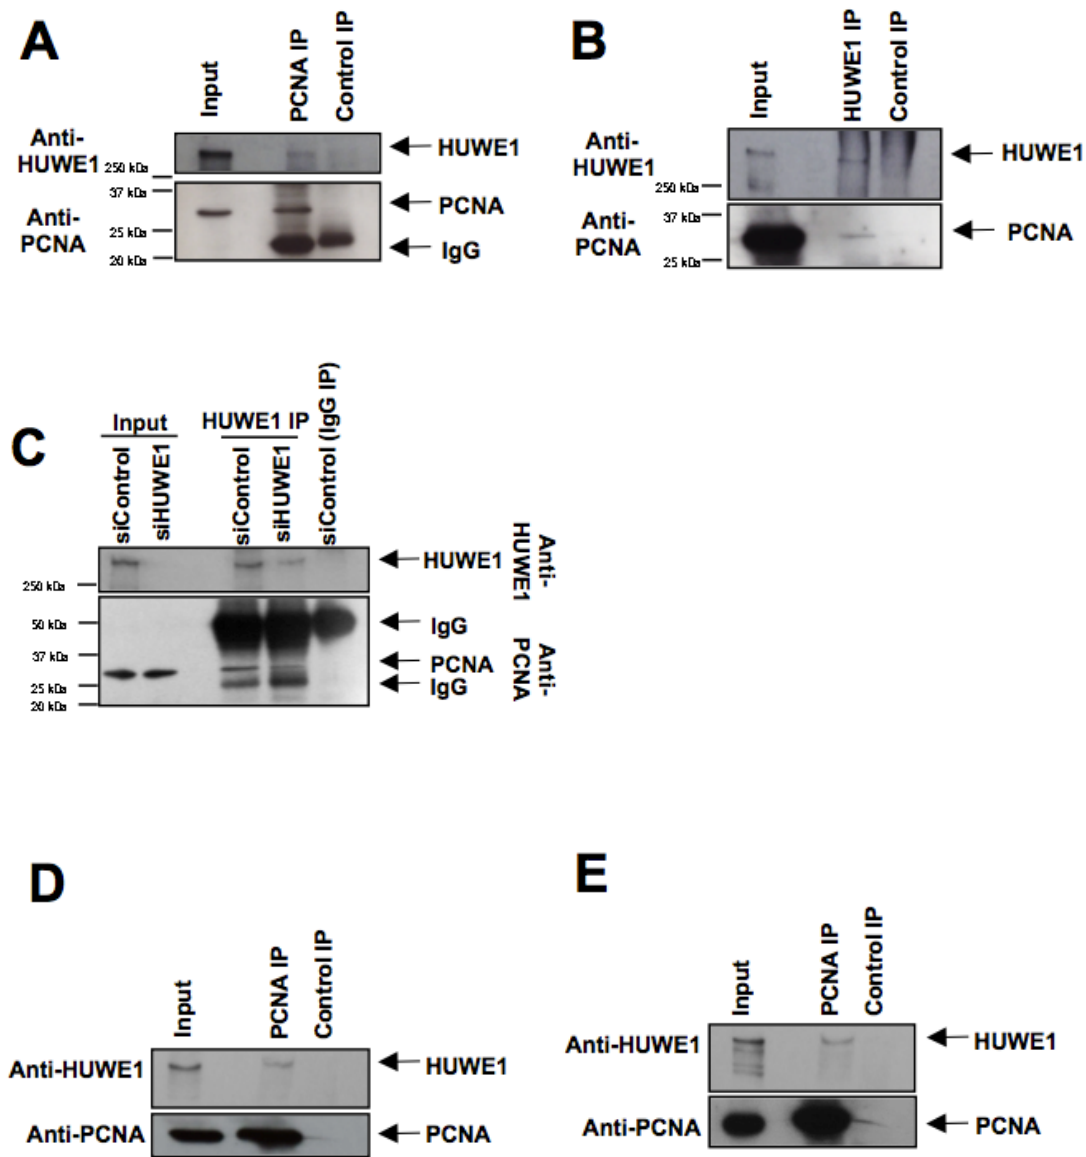 A
Input
PCNA IP
Control IP
Anti-
HUWE1
250 kDa
HUWE1
37 kDa
Anti-
PCNA
25 kDa
20 kDa
PCNA
IgG
B
Input
HUWE1 IP
Control IP
Anti-
HUWE1
250 kDa
HUWE1
37 kDa
Anti-
PCNA
25 kDa
PCNA
C
Input
HUWE1 IP
siControl
siHUWE1
siControl
siHUWE1
siControl (IgG IP)
250 kDa
HUWE1
Anti-
HUWE1
50 kDa
37 kDa
25 kDa
20 kDa
IgG
PCNA
IgG
Anti-
PCNA
D
Input
PCNA IP
Control IP
Anti-HUWE1
HUWE1
Anti-PCNA
PCNA
E
Input
PCNA IP
Control IP
Anti-HUWE1
HUWE1
Anti-PCNA
PCNA